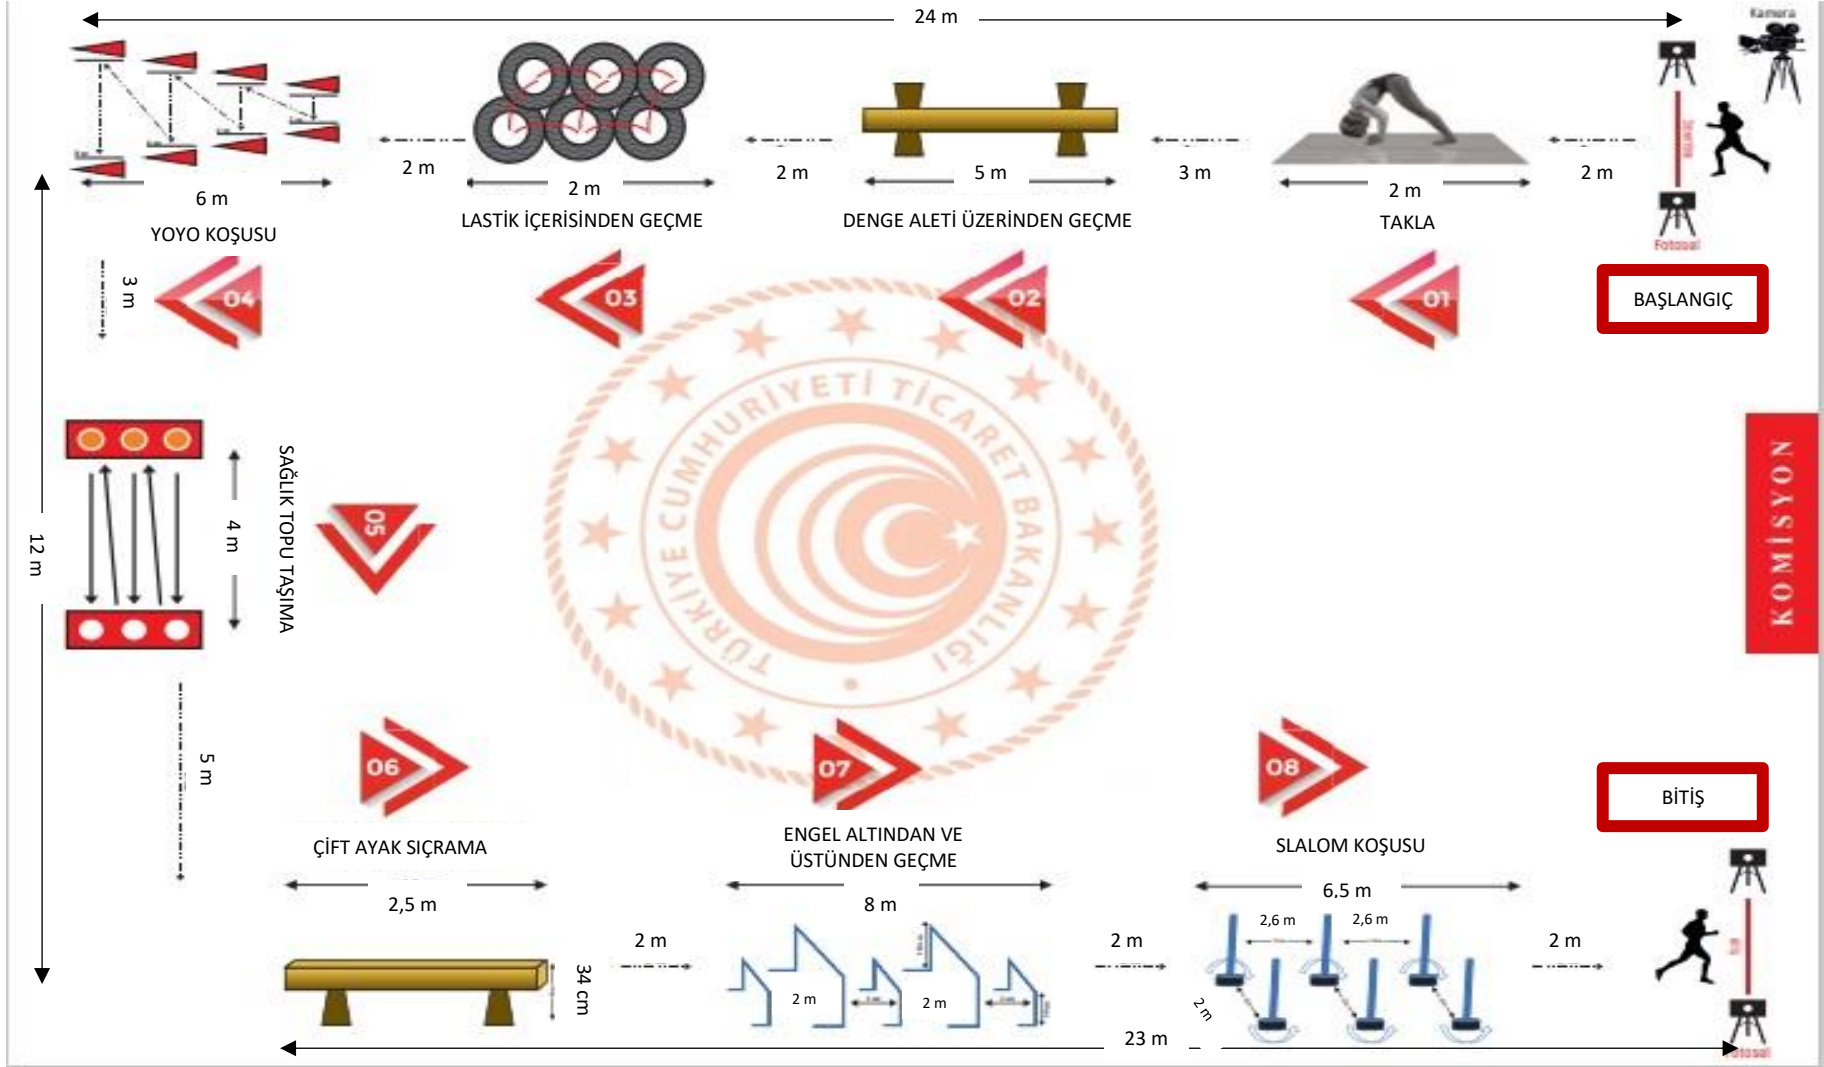 24 m
Kamera
2 m
2 m
3 m
5 m
2 m
2 m
2 m
6 m
TAKLA
DENGE ALETİ ÜZERİNDEN GEÇME
LASTİK İÇERİSİNDEN GEÇME
YOYO KOŞUSU
Fotosel
BAŞLANGIÇ
01
02
03
04
3 m
12 m
4 m
SAĞLIK TOPU TAŞIMA
05
TÜRKİYE CUMHURİYETİ TİCARET BAKANLIĞI
KOMİSYON
5 m
06
07
08
BİTİŞ
ÇİFT AYAK SIÇRAMA
ENGEL ALTINDAN VE
ÜSTÜNDEN GEÇME
SLALOM KOŞUSU
2,5 m
8 m
6,5 m
2,6 m
2,6 m
2 m
2 m
2 m
34 cm
2 m
2 m
2 m
23 m
Fotosel